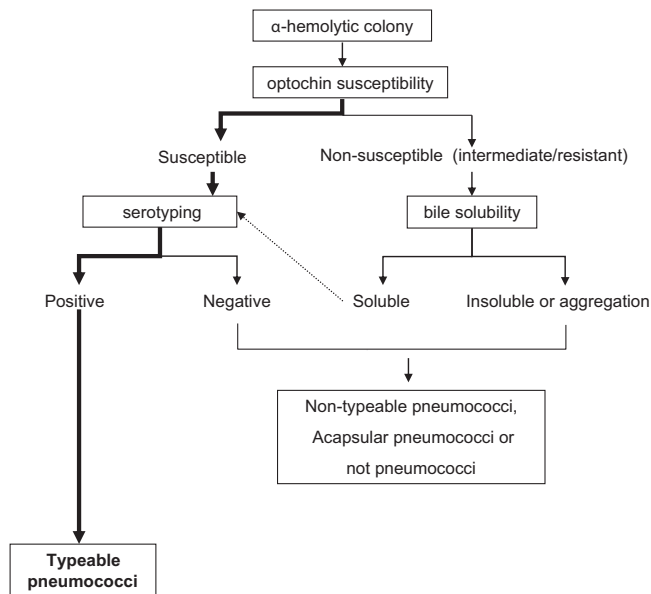 α-hemolytic colony
optochin susceptibility
Susceptible
Non-susceptible (intermediate/resistant)
serotyping
bile solubility
Positive
Negative
Soluble
Insoluble or aggregation
Non-typeable pneumococci,
Acapsular pneumococci or
not pneumococci
Typeable
pneumococci